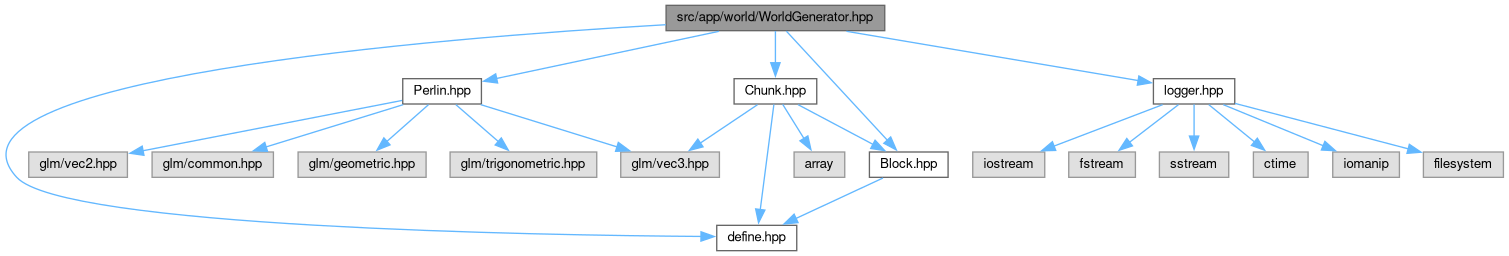 src/app/world/WorldGenerator.hpp
Perlin.hpp
Chunk.hpp
logger.hpp
glm/vec2.hpp
glm/common.hpp
glm/geometric.hpp
glm/trigonometric.hpp
glm/vec3.hpp
array
Block.hpp
iostream
fstream
sstream
ctime
iomanip
filesystem
define.hpp